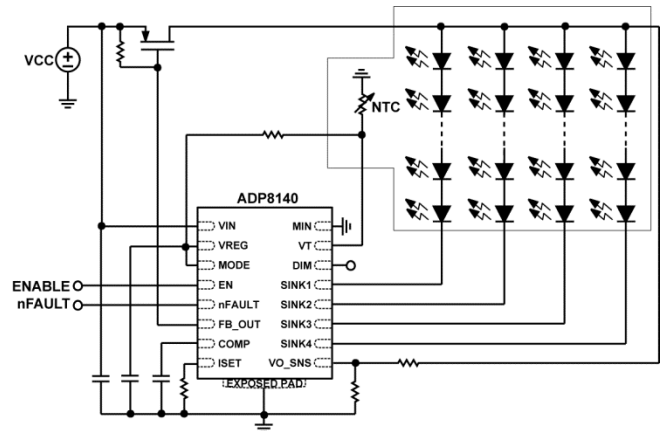 VCC
NTC
ADP8140
VIN
VREG
MODE
EN
nFAULT
FB_OUT
COMP
ISET
MIN
VT
DIM
SINK1
SINK2
SINK3
SINK4
VO_SNS
EXPOSED PAD
ENABLE
nFAULT